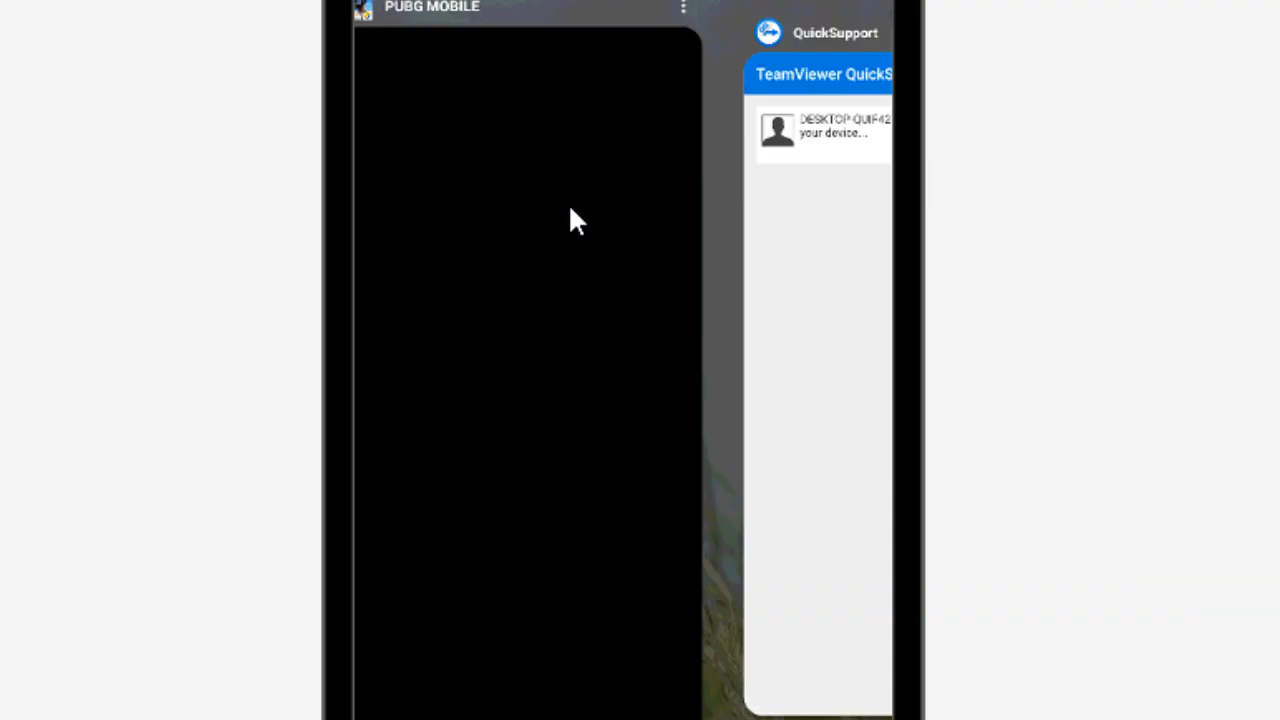 PUBG MOBILE
QuickSupport
TeamViewer QuickS
DESKTOP-QUIF42
your device...